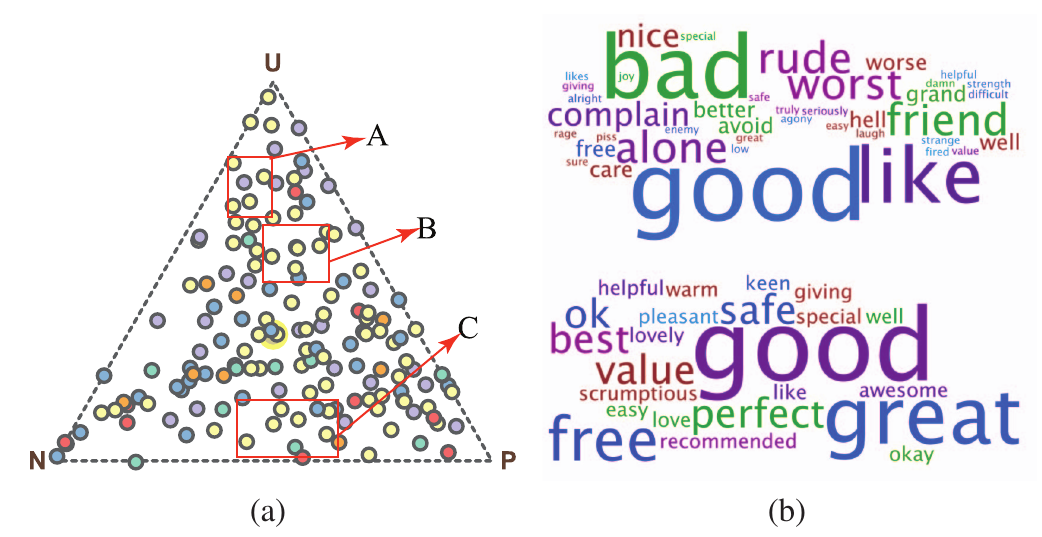 U
A
B
C
N
P
(a)
nice special
bad
joy
rude
worst
worse
likes
giving
alright
safe
helpful
damn strength
grand difficult
complain better
truly seriously
agony
avoid
enemy
easy hell
laugh
friend
rage piss
great
free alone low
strange
fired value
well
sure care
good like
helpful warm keen giving
ok pleasant safe special well
best lovely good
value
scrumptious like awesome
easy love perfect great
free recommended okay
(b)